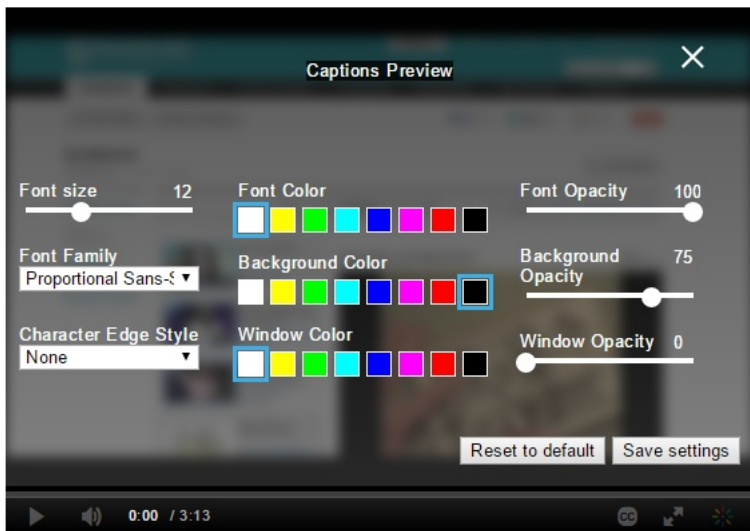 Captions Preview
Font size 12
Font Color
Font Opacity 100
Font Family
Proportional Sans-S
Background Color
Background Opacity 75
Character Edge Style
None
Window Color
Window Opacity 0
Reset to default
Save settings
0:00 / 3:13
CC